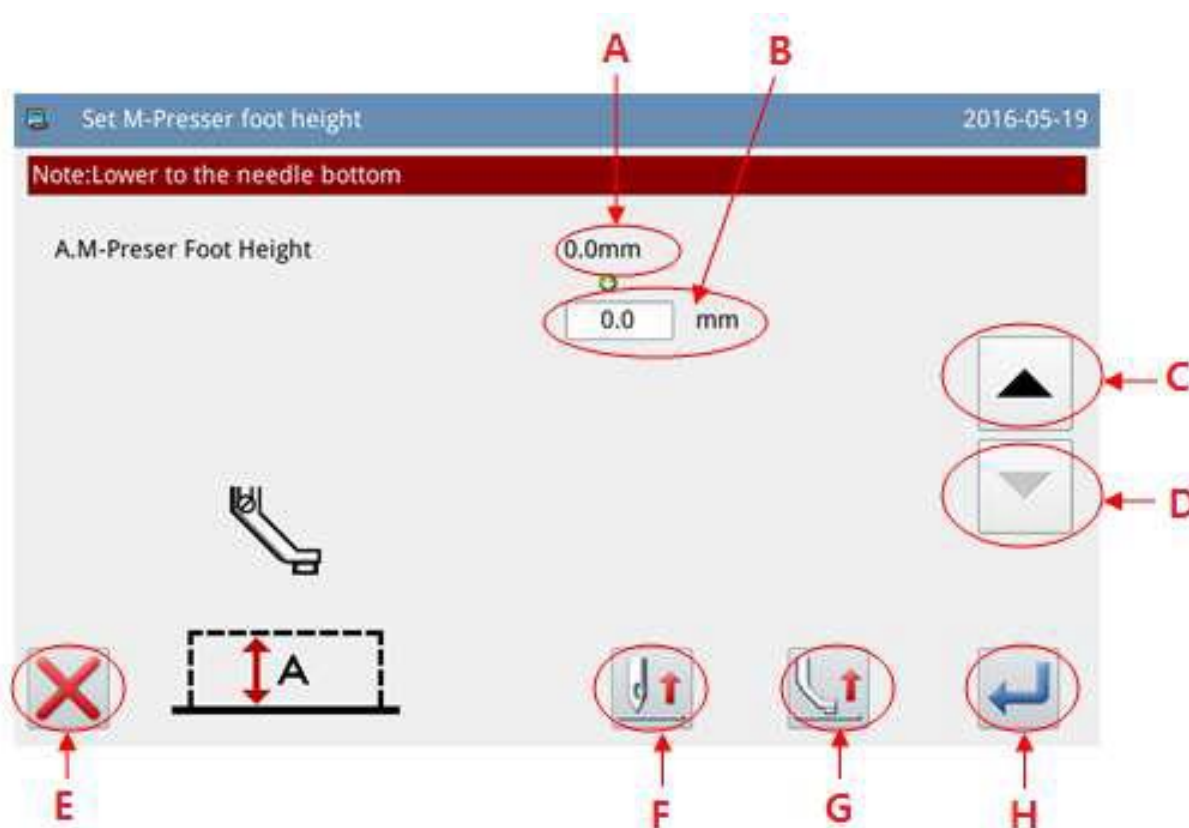 A B
Set M-Presser foot height 2016-05-19
Note:Lower to the needle bottom
A.M-Preser Foot Height 0.0mm
0.0 mm
C
D
A
E F G H